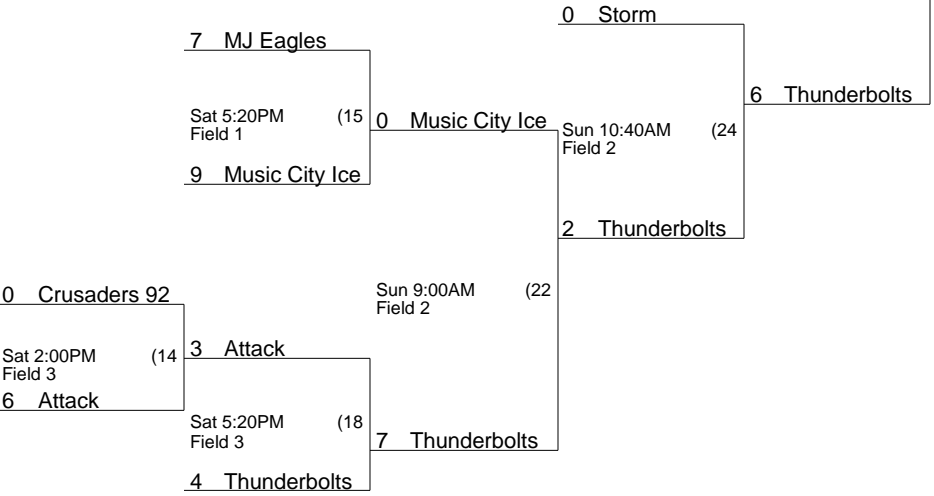 0 Storm
7 MJ Eagles
6 Thunderbolts
Sat 5:20PM (15
Field 1
0 Music City Ice
Sun 10:40AM (24
Field 2
9 Music City Ice
2 Thunderbolts
0 Crusaders 92
Sun 9:00AM (22
Field 2
3 Attack
Sat 2:00PM (14
Field 3
6 Attack
Sat 5:20PM (18
Field 3
7 Thunderbolts
4 Thunderbolts